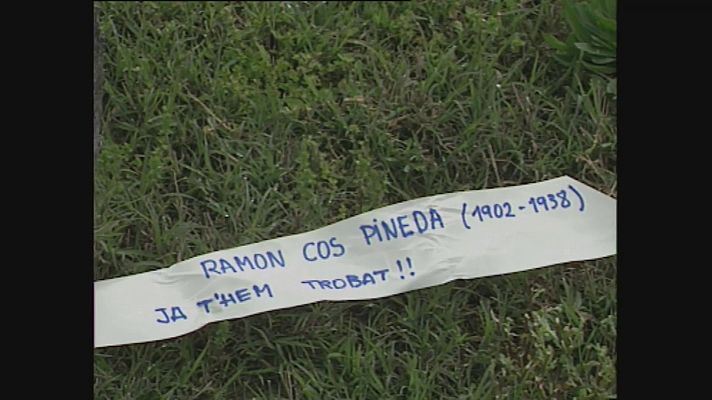 RAMON COS PINEDA (1902-1938)
JA T'HEM TROBAT!!